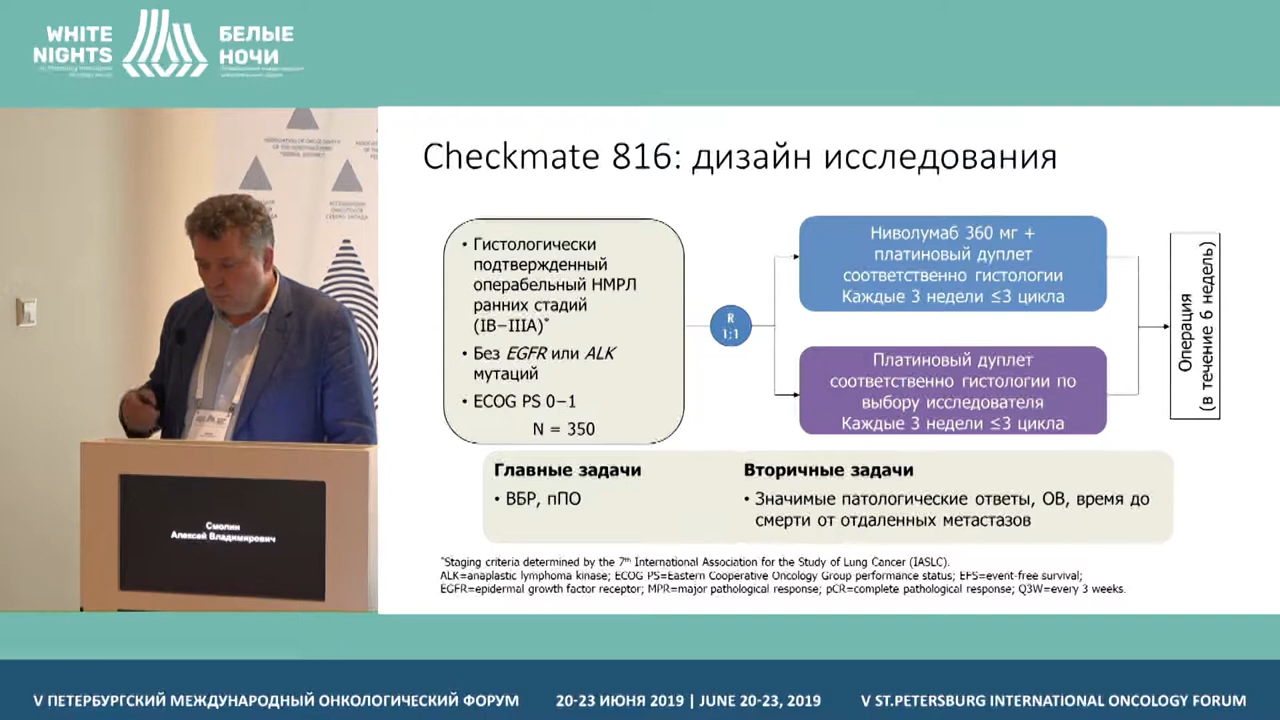 WHITE
NIGHTS
БЕЛЫЕ
НОЧИ
Checkmate 816: дизайн исследования
• Гистологически
подтвержденный
операбельный НМРЛ
ранних стадий
(IB−IIIA)*
• Без EGFR или ALK
мутаций
• ECOG PS 0−1
N = 350
R
1:1
Ниволумаб 360 мг +
платиновый дуплет
соответственно гистологии
Каждые 3 недели ≤3 цикла
Платиновый дуплет
соответственно гистологии по
выбору исследователя
Каждые 3 недели ≤3 цикла
Операция
(в течение 6 недель)
Главные задачи
• ВБР, пПО
Вторичные задачи
• Значимые патологические ответы, ОВ, время до
смерти от отдаленных метастазов
*Staging criteria determined by the 7th International Association for the Study of Lung Cancer (IASLC).
ALK=anaplastic lymphoma kinase; ECOG PS=Eastern Cooperative Oncology Group performance status; EFS=event-free survival;
EGFR=epidermal growth factor receptor; MPR=major pathological response; pCR=complete pathological response; Q3W=every 3 weeks.
Смолин
Алексей Владимирович
V ПЕТЕРБУРГСКИЙ МЕЖДУНАРОДНЫЙ ОНКОЛОГИЧЕСКИЙ ФОРУМ
20-23 ИЮНЯ 2019 | JUNE 20-23, 2019
V ST.PETERSBURG INTERNATIONAL ONCOLOGY FORUM